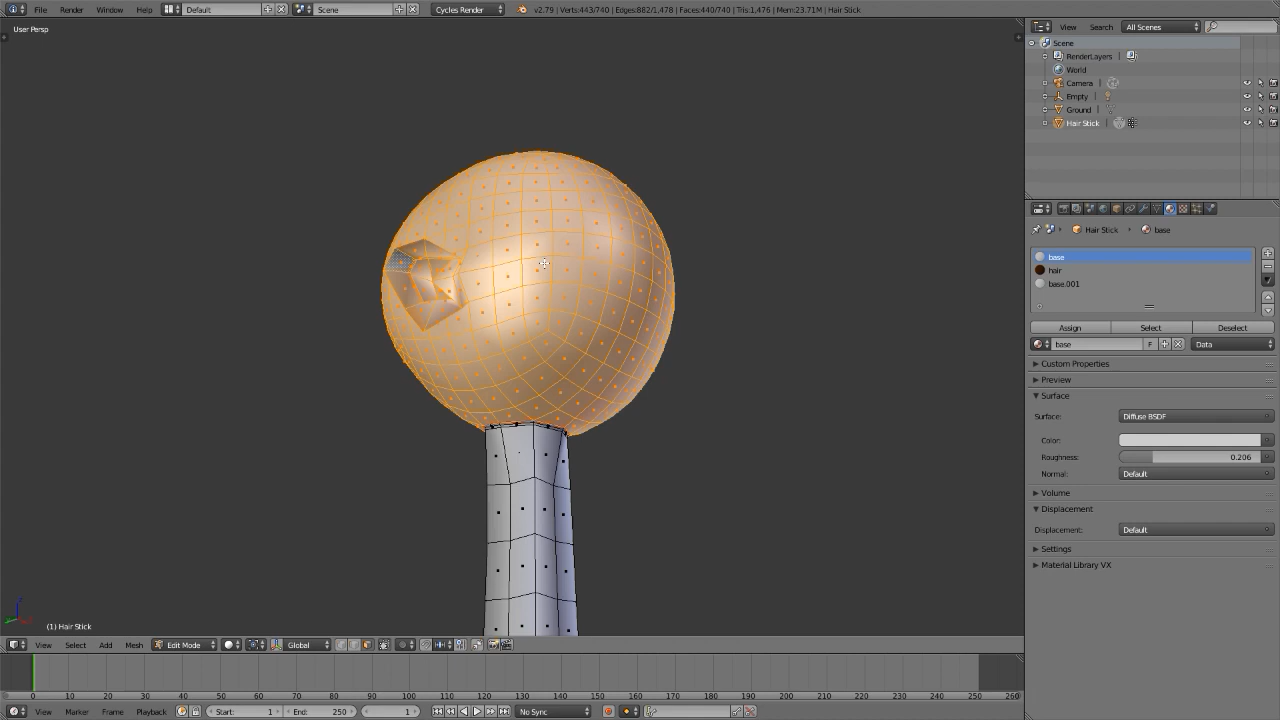 File Render Window Help Default Scene Cycles Render v2.79 | Verts:443/740 | Edges:882/1,478 | Faces:440/740 | Tris:1,476 | Mem:23.71M | Hair Stick
View Search All Scenes
User Persp
Scene
RenderLayers |
World
Camera |
Empty |
Ground |
Hair Stick |
Hair Stick base
base
hair
base.001
Assign Select Deselect
base F Data
Custom Properties
Preview
Surface
Surface: Diffuse BSDF
Color:
Roughness: 0.206
Normal: Default
Volume
Displacement
Displacement: Default
Settings
Material Library VX
(1) Hair Stick
View Select Add Mesh Edit Mode Global
0 10 20 30 40 50 60 70 80 90 100 110 120 130 140 150 160 170 180 190 200 210 220 230 240 250 260
View Marker Frame Playback Start: 1 End: 250 1 No Sync